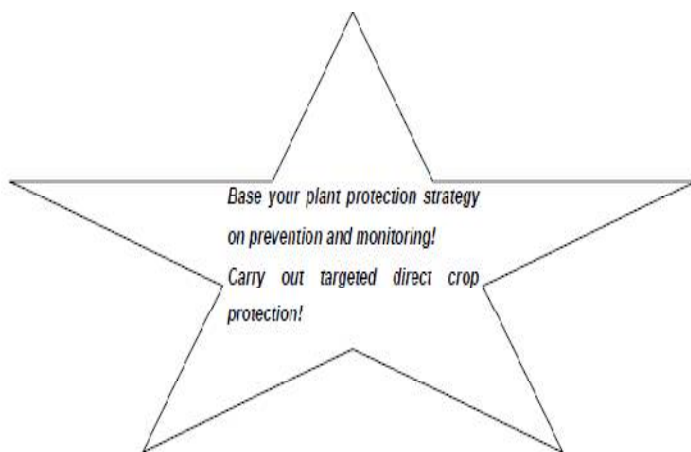 Base your plant protection strategy
on prevention and monitoring!
Carry out targeted direct crop
protection!